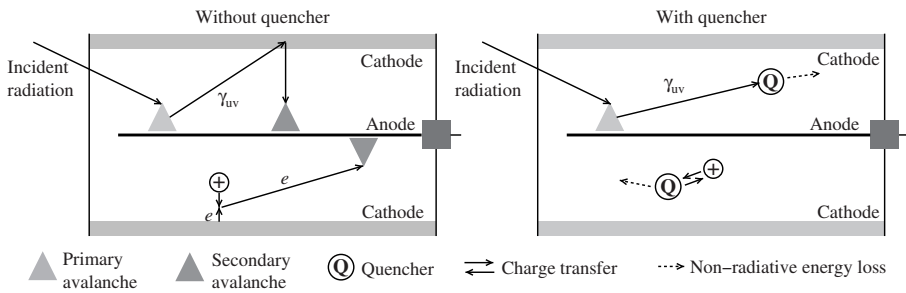 Without quencher
With quencher
Cathode
Incident
radiation
γuv
Anode
+
e
e
Cathode
Cathode
Incident
radiation
γuv
Q
Anode
+
Q
Cathode
Primary
avalanche
Secondary
avalanche
Q Quencher
Charge transfer
Non-radiative energy loss